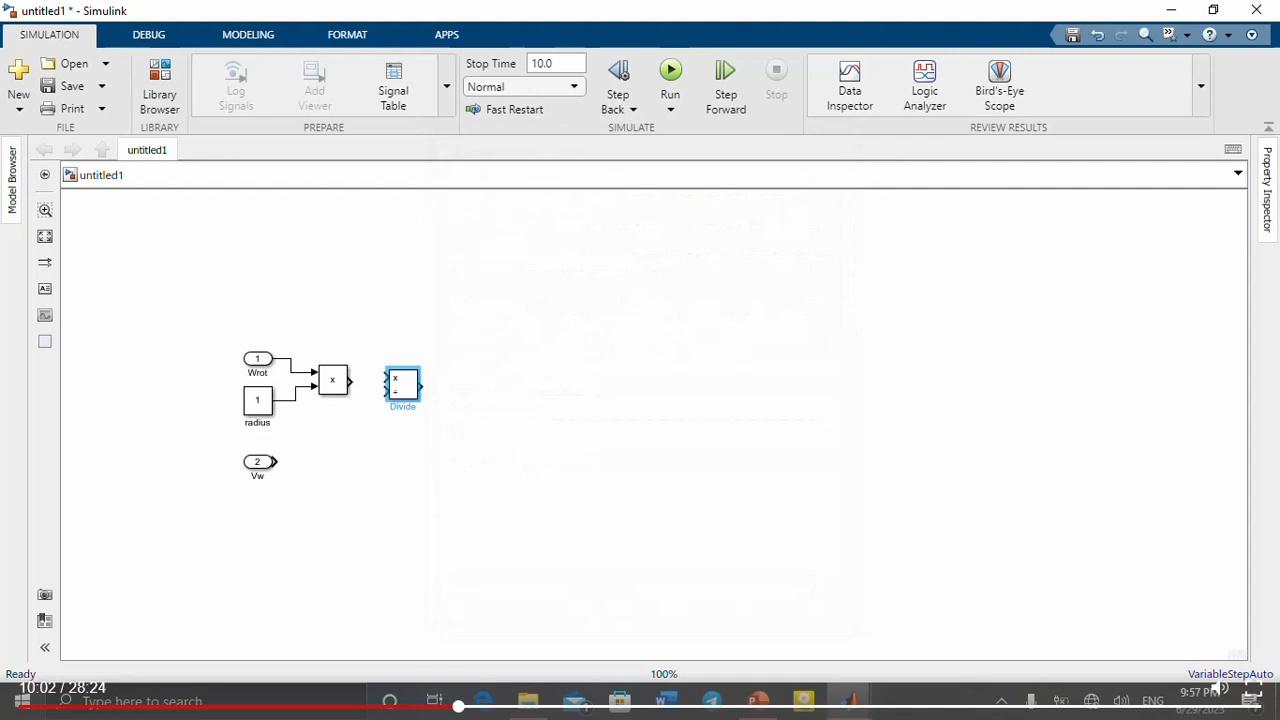 untitled1 * - Simulink
SIMULATION
DEBUG
MODELING
FORMAT
APPS
New
Open
Save
Print
FILE
Library
Browser
LIBRARY
Log
Signals
Add
Viewer
Signal
Table
PREPARE
Stop Time 10.0
Normal
Fast Restart
Step
Back
Run
Step
Forward
Stop
SIMULATE
Data
Inspector
Logic
Analyzer
Bird's-Eye
Scope
REVIEW RESULTS
Model Browser
untitled1
untitled1
Property Inspector
1
Wrot
1
radius
x
x
÷
Divide
2
Vw
Ready
100%
VariableStepAuto
10:02 / 28:24
Type here to search
ENG
9:57 PM
6/29/2023